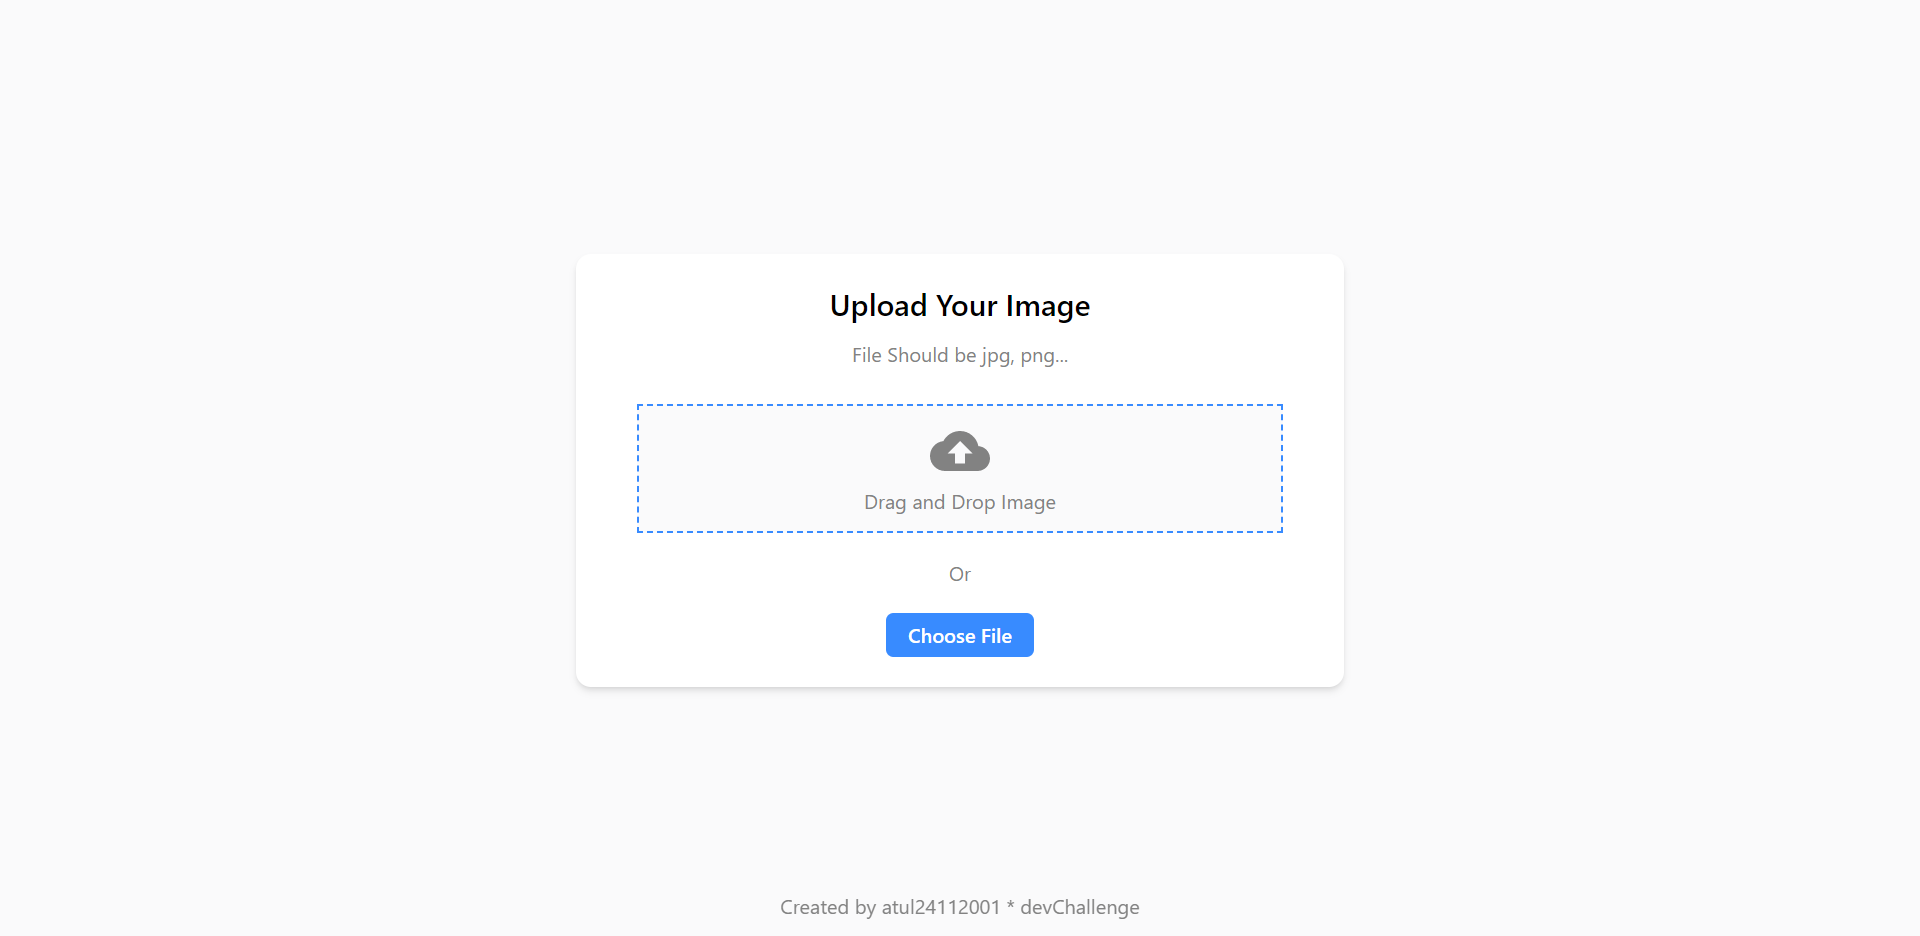 Upload Your Image
File Should be jpg, png...
Drag and Drop Image
Or
Choose File
Created by atul24112001 * devChallenge